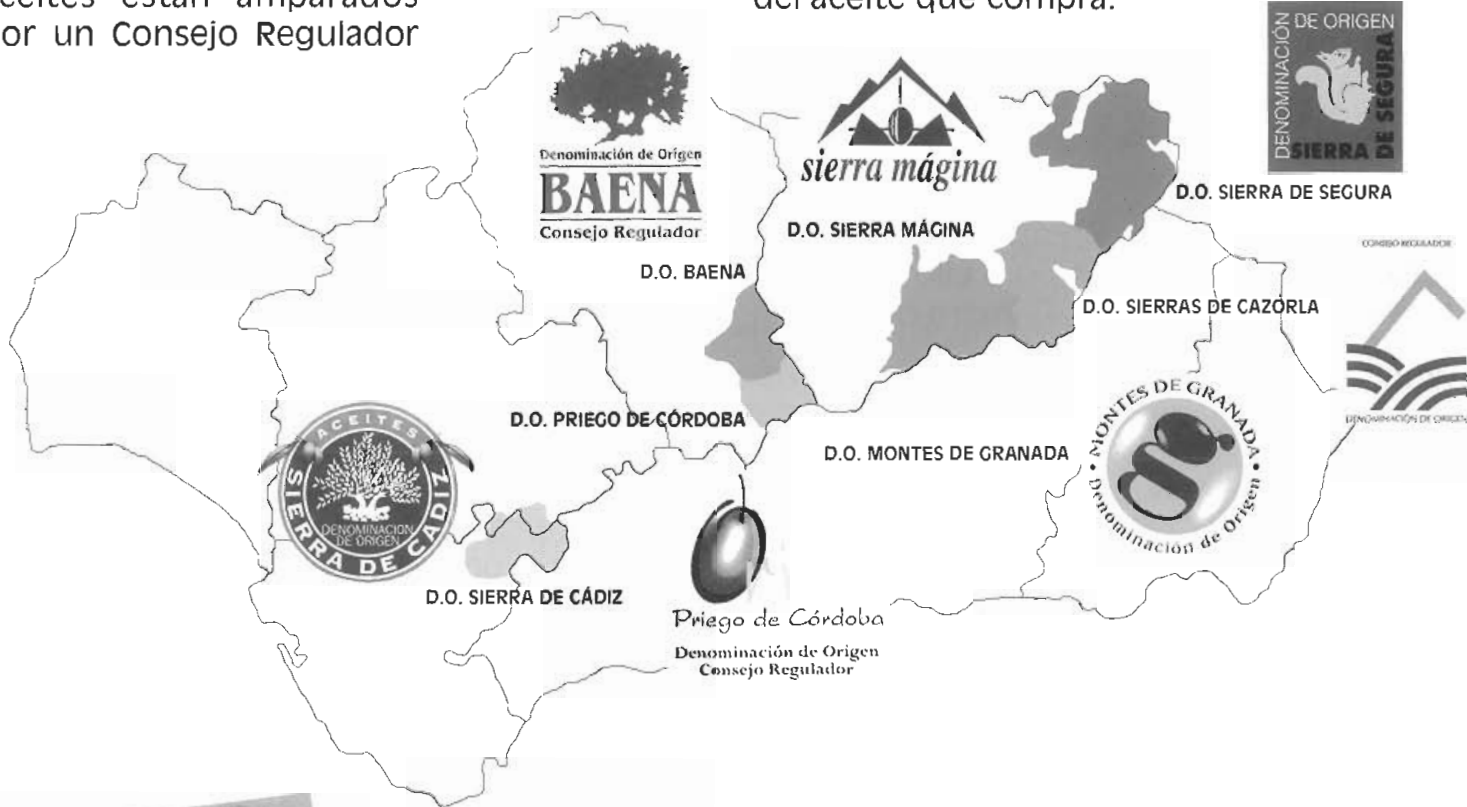 aceites están amparados
por un Consejo Regulador
del aceite que compra.
Denominación de Origen
BAENA
Consejo Regulador
sierra mágina
DENOMINACIÓN DE ORIGEN
SIERRA DE SEGURA
D.O. SIERRA DE SEGURA
D.O. SIERRA MÁGINA
D.O. BAENA
CONSEJO REGULADOR
D.O. SIERRAS DE CAZORLA
DENOMINACIÓN DE ORIGEN
D.O. PRIEGO DE CÓRDOBA
D.O. MONTES DE GRANADA
• MONTES DE GRANADA •
Denominación de Origen
ACEITES
SIERRA DE CADIZ
DENOMINACION
DE ORIGEN
D.O. SIERRA DE CÁDIZ
Priego de Córdoba
Denominación de Origen
Consejo Regulador